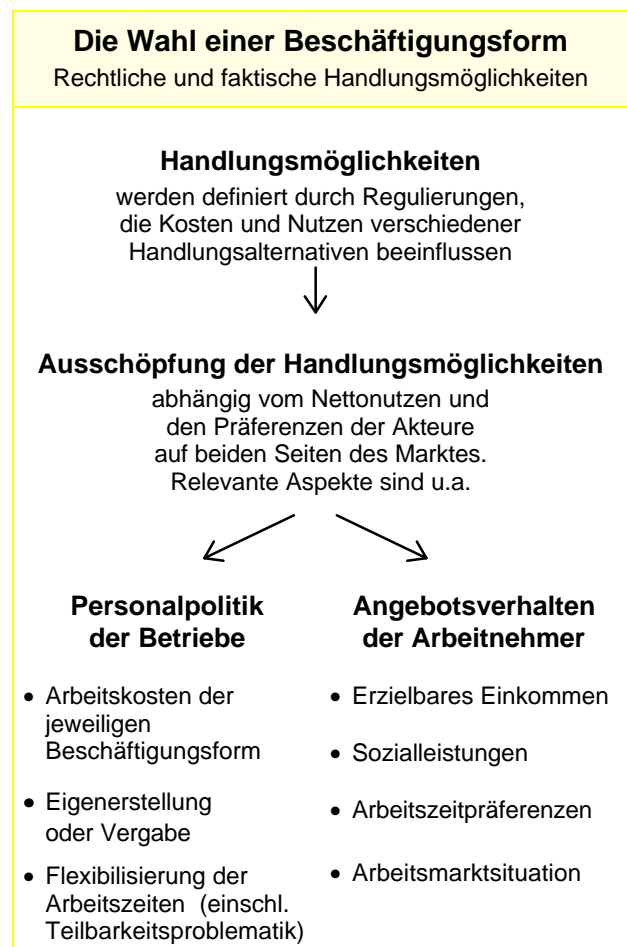 Die Wahl einer Beschäftigungsform
Rechtliche und faktische Handlungsmöglichkeiten
Handlungsmöglichkeiten
werden definiert durch Regulierungen,
die Kosten und Nutzen verschiedener
Handlungsalternativen beeinflussen
Ausschöpfung der Handlungsmöglichkeiten
abhängig vom Nettonutzen und
den Präferenzen der Akteure
auf beiden Seiten des Marktes.
Relevante Aspekte sind u.a.
Personalpolitik
der Betriebe
• Arbeitskosten der
jeweiligen
Beschäftigungsform
• Eigenerstellung
oder Vergabe
• Flexibilisierung der
Arbeitszeiten (einschl.
Teilbarkeitsproblematik)
Angebotsverhalten
der Arbeitnehmer
• Erzielbares Einkommen
• Sozialleistungen
• Arbeitszeitpräferenzen
• Arbeitsmarktsituation